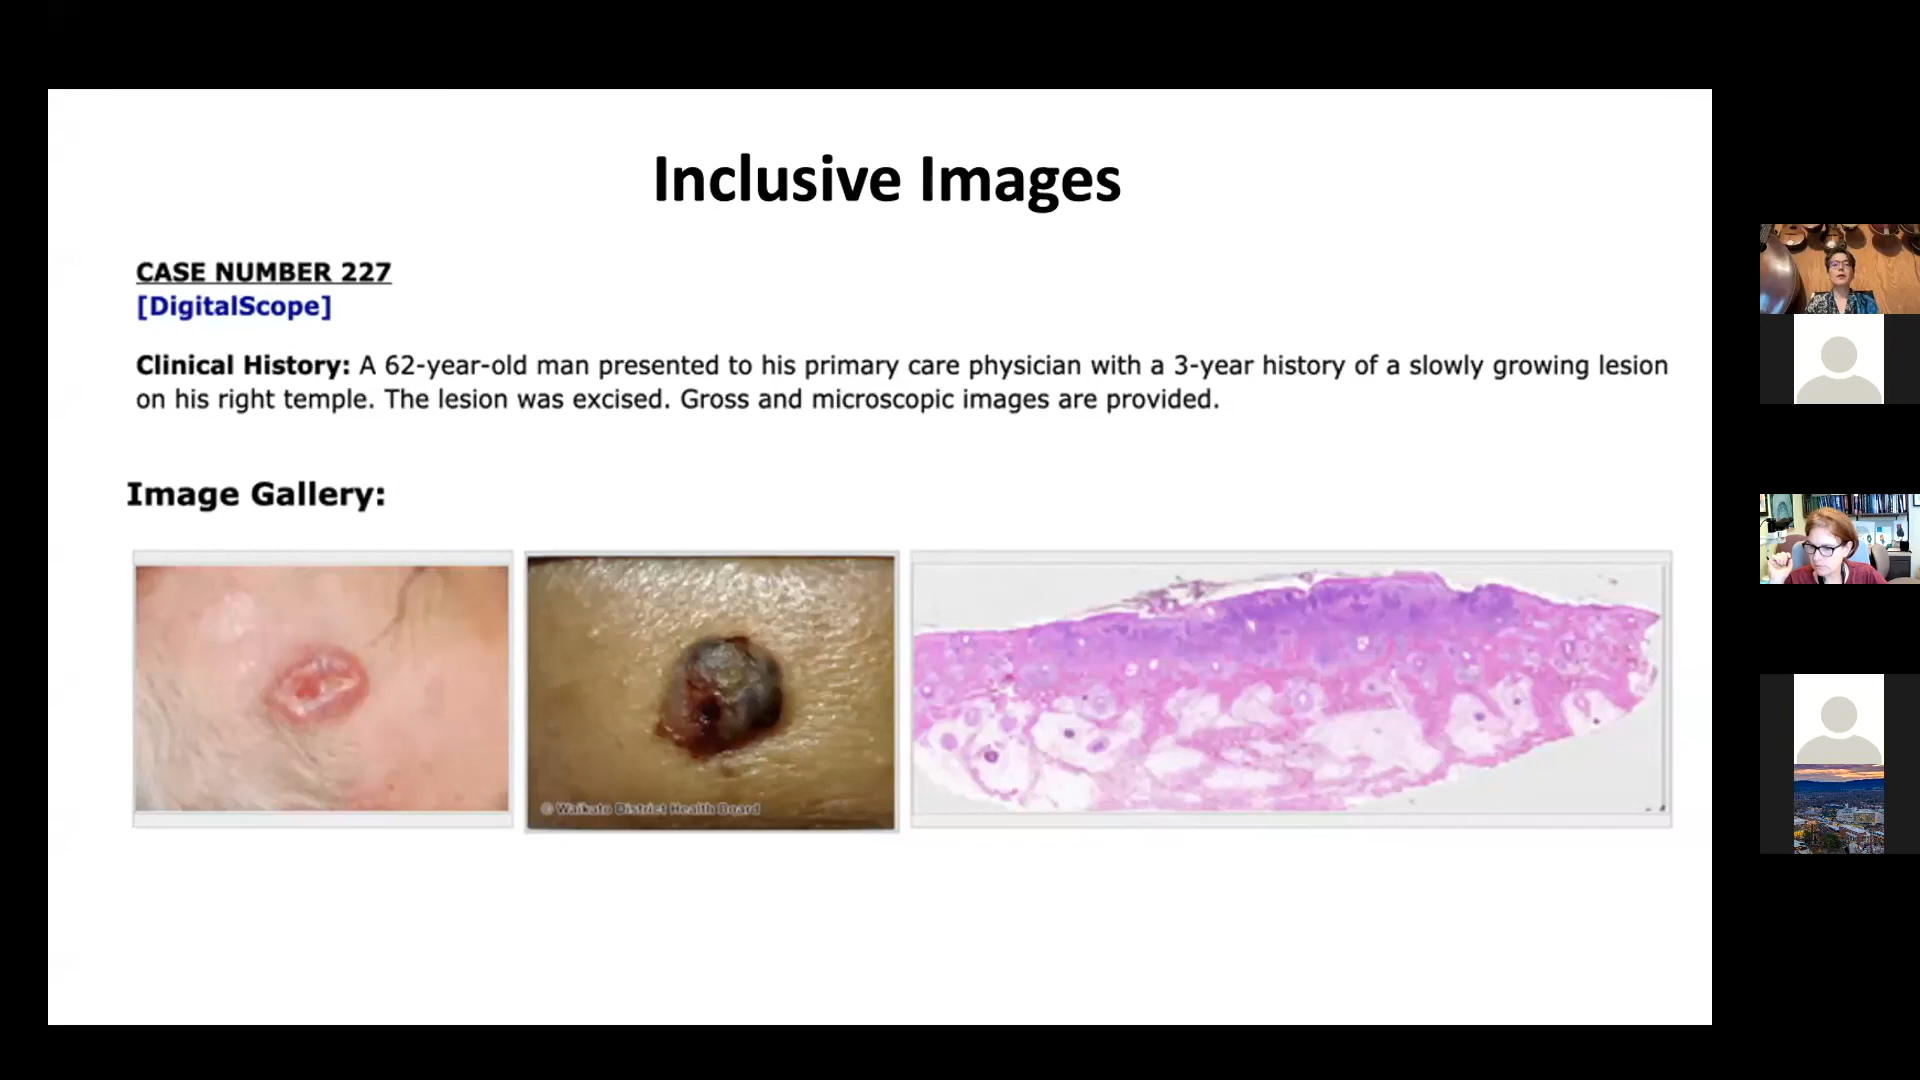 Inclusive Images
CASE NUMBER 227
[DigitalScope]
Clinical History: A 62-year-old man presented to his primary care physician with a 3-year history of a slowly growing lesion
on his right temple. The lesion was excised. Gross and microscopic images are provided.
Image Gallery:
© Waikato District Health Board